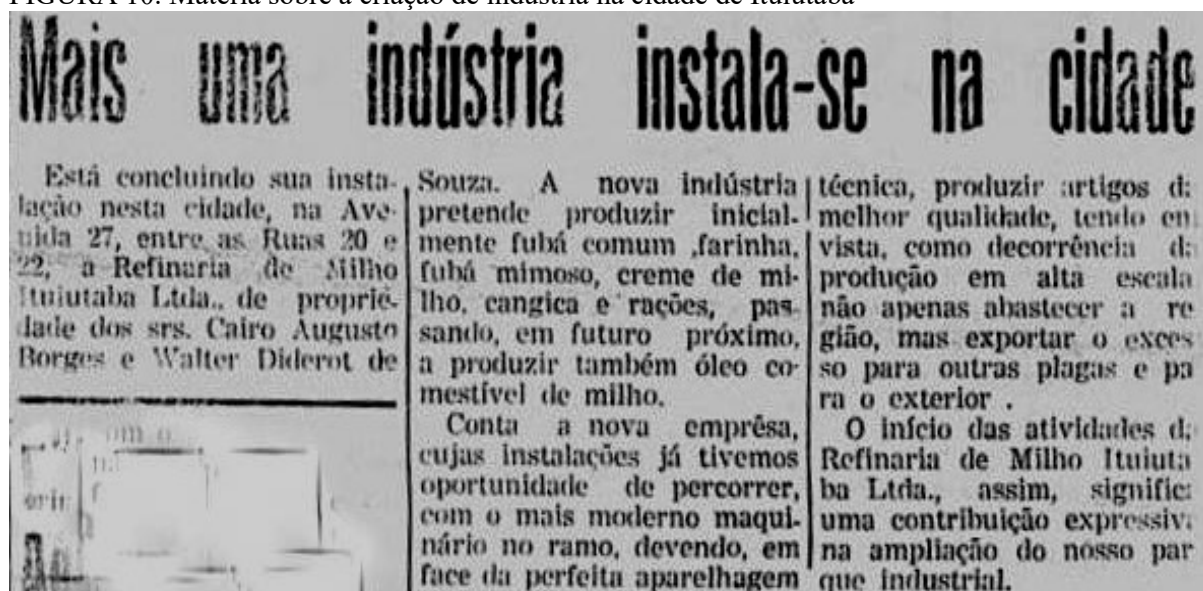 FIGURA 10: Matéria sobre a criação de indústria na cidade de Ituiutaba
Mais uma indústria instala-se na cidade
Está concluindo sua insta-
lação nesta cidade, na Ave-
nida 27, entre as Ruas 20 e
22, a Refinaria de Milho
Ituiutaba Ltda., de proprie-
dade dos srs. Cairo Augusto
Borges e Walter Diderot de
Souza. A nova indústria
pretende produzir inicial-
mente fubá comum ,farinha,
fubá mimoso, creme de mi-
lho, cangica e rações, pas-
sando, em futuro próximo,
a produzir também óleo co-
mestível de milho.
Conta a nova emprêsa,
cujas instalações já tivemos
oportunidade de percorrer,
com o mais moderno maqui-
nário no ramo, devendo, em
face da perfeita aparelhagem
técnica, produzir artigos d
melhor qualidade, tendo en
vista, como decorrência d
produção em alta escala
não apenas abastecer a re
gião, mas exportar o exces
so para outras plagas e pa
ra o exterior .
O início das atividades d
Refinaria de Milho Ituiuta
ba Ltda., assim, signific
uma contribuição expressiv
na ampliação do nosso par
que industrial.